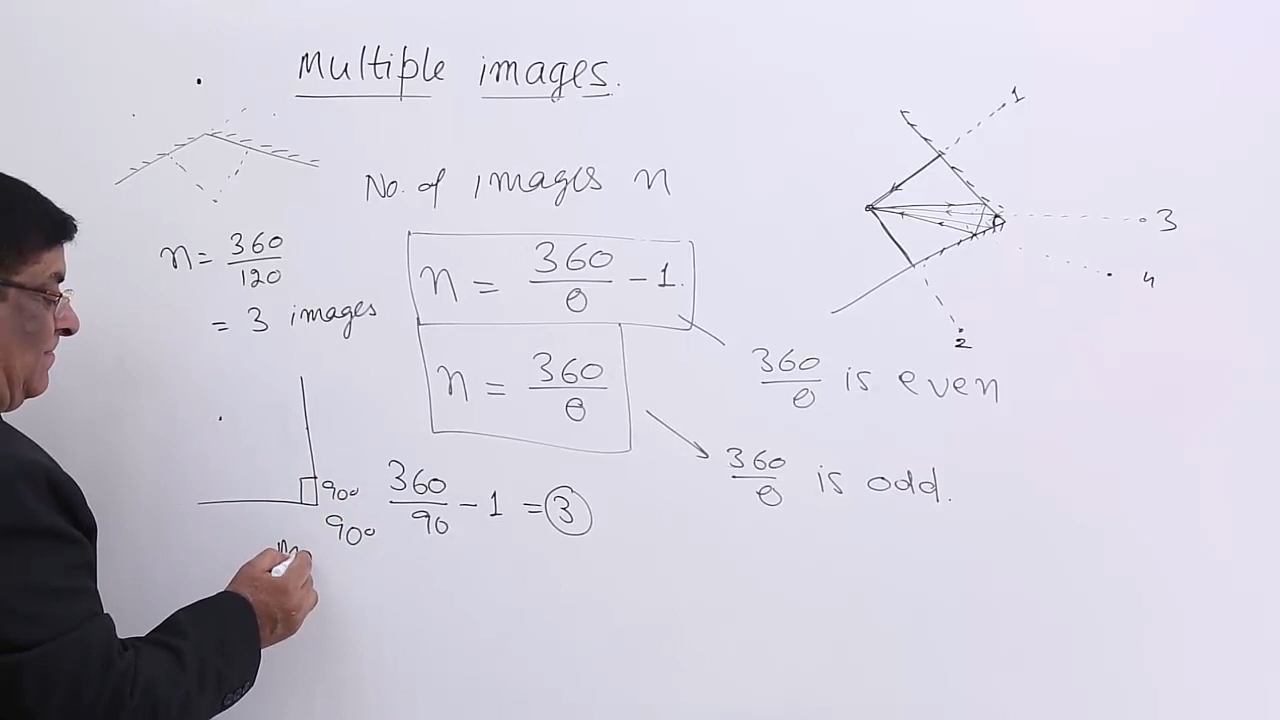 Multiple images.
No. of images n
n = 360/120
= 3 images
n = 360/θ - 1.
n = 360/θ
360/θ is even
360/θ is odd.
90°
90°
360/90 - 1 = 3
1
2
3
4